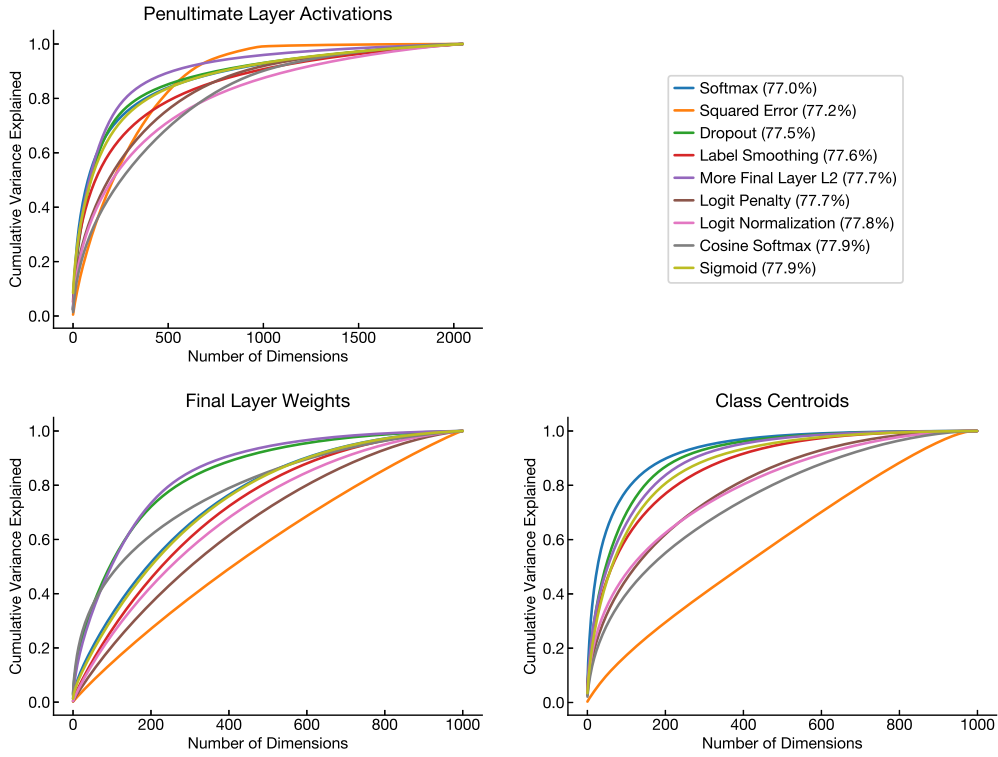 Penultimate Layer Activations
Cumulative Variance Explained
1.0
0.8
0.6
0.4
0.2
0.0
0 500 1000 1500 2000
Number of Dimensions
Softmax (77.0%)
Squared Error (77.2%)
Dropout (77.5%)
Label Smoothing (77.6%)
More Final Layer L2 (77.7%)
Logit Penalty (77.7%)
Logit Normalization (77.8%)
Cosine Softmax (77.9%)
Sigmoid (77.9%)
Final Layer Weights
Cumulative Variance Explained
1.0
0.8
0.6
0.4
0.2
0.0
0 200 400 600 800 1000
Number of Dimensions
Class Centroids
Cumulative Variance Explained
1.0
0.8
0.6
0.4
0.2
0.0
0 200 400 600 800 1000
Number of Dimensions